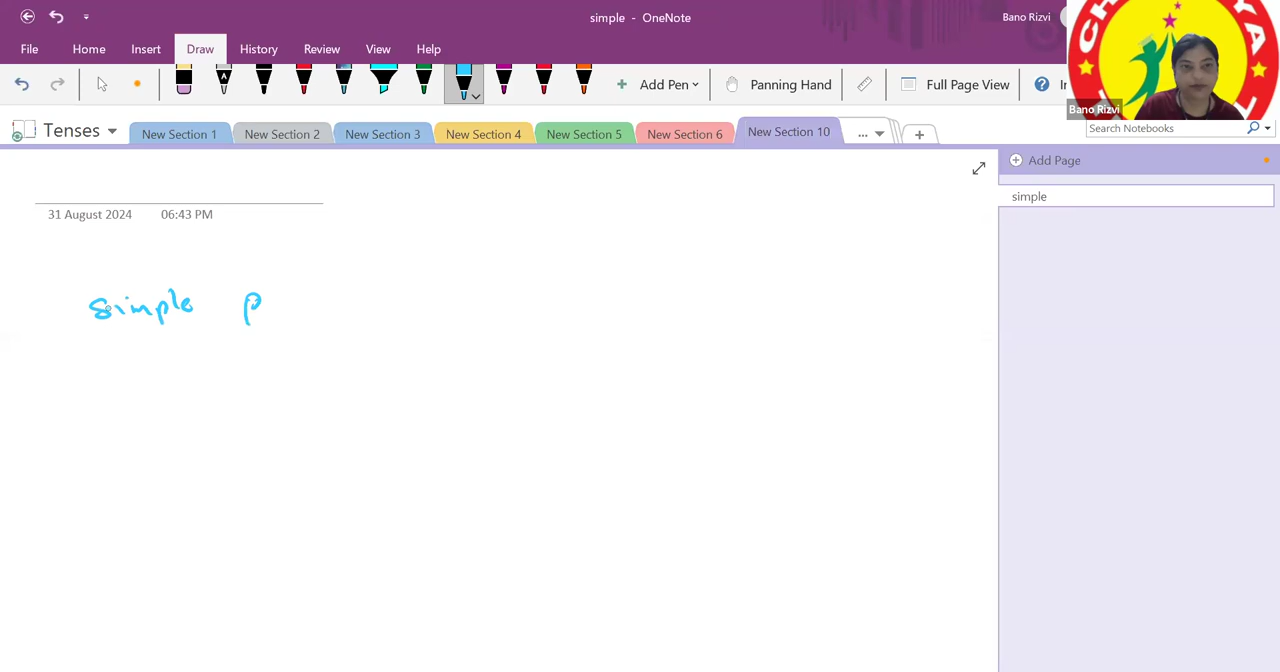 simple - OneNote
Bano Rizvi
File Home Insert Draw History Review View Help
Add Pen
Panning Hand
Full Page View
Bano Rizvi
Tenses
New Section 1
New Section 2
New Section 3
New Section 4
New Section 5
New Section 6
New Section 10
...
Search Notebooks
Add Page
simple
31 August 2024 06:43 PM
simple P